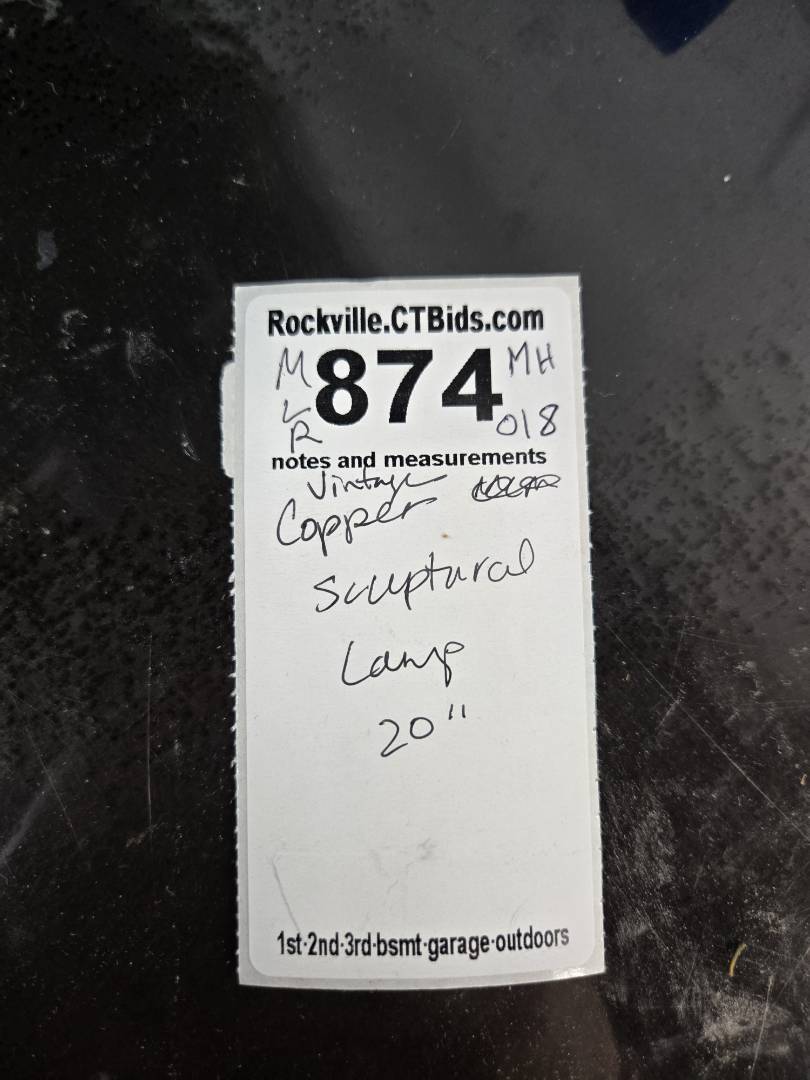 Rockville.CTBids.com
M 874 MH
LR 018
notes and measurements
Vintage
Copper
Sculptural
Lamp
20"
1st·2nd·3rd·bsmt·garage·outdoors